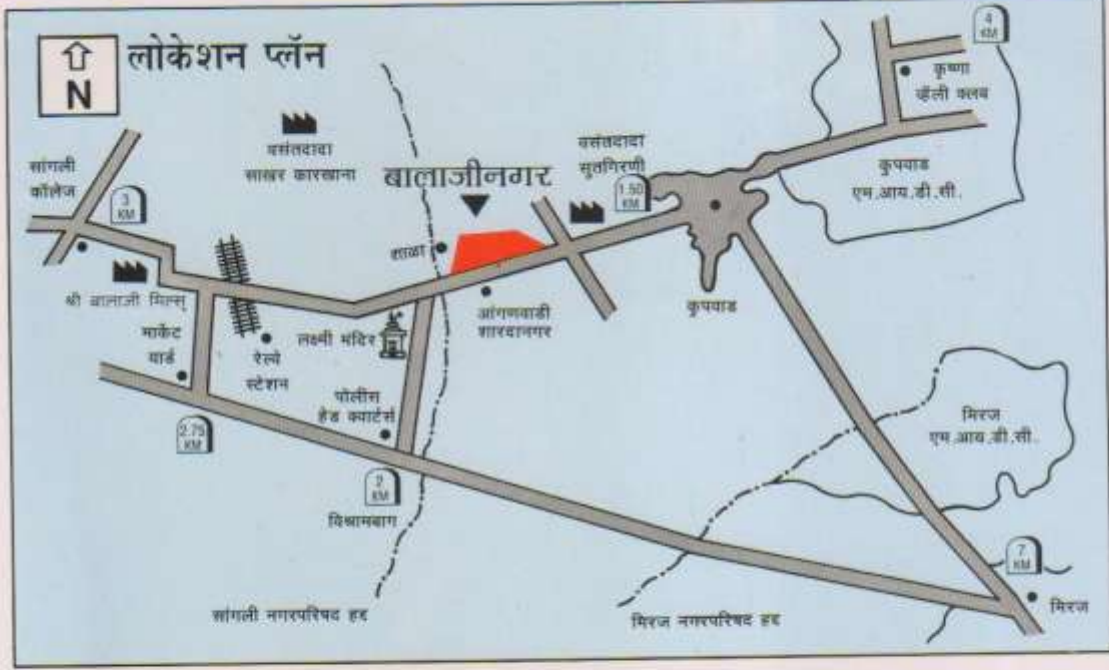 N
लोकेशन प्लॅन
4
KM
कृष्णा
व्हॅली क्लब
सांगली
कॉलेज
वसंतदादा
साखर कारखाना
बालाजीनगर
वसंतदादा
सुतगिरणी
1.50
KM
कुपवाड
एम.आय.डी.सी.
3
KM
शाळा
श्री बालाजी मिल्स्
आंगणवाडी
शारदानगर
कुपवाड
मार्केट
यार्ड
रेल्वे
स्टेशन
लक्ष्मी मंदिर
पोलीस
हेड क्वार्टर्स
मिरज
एम.आय.डी.सी.
2.75
KM
2
KM
विश्रामबाग
7
KM
सांगली नगरपरिषद हद्द
मिरज नगरपरिषद हद्द
मिरज